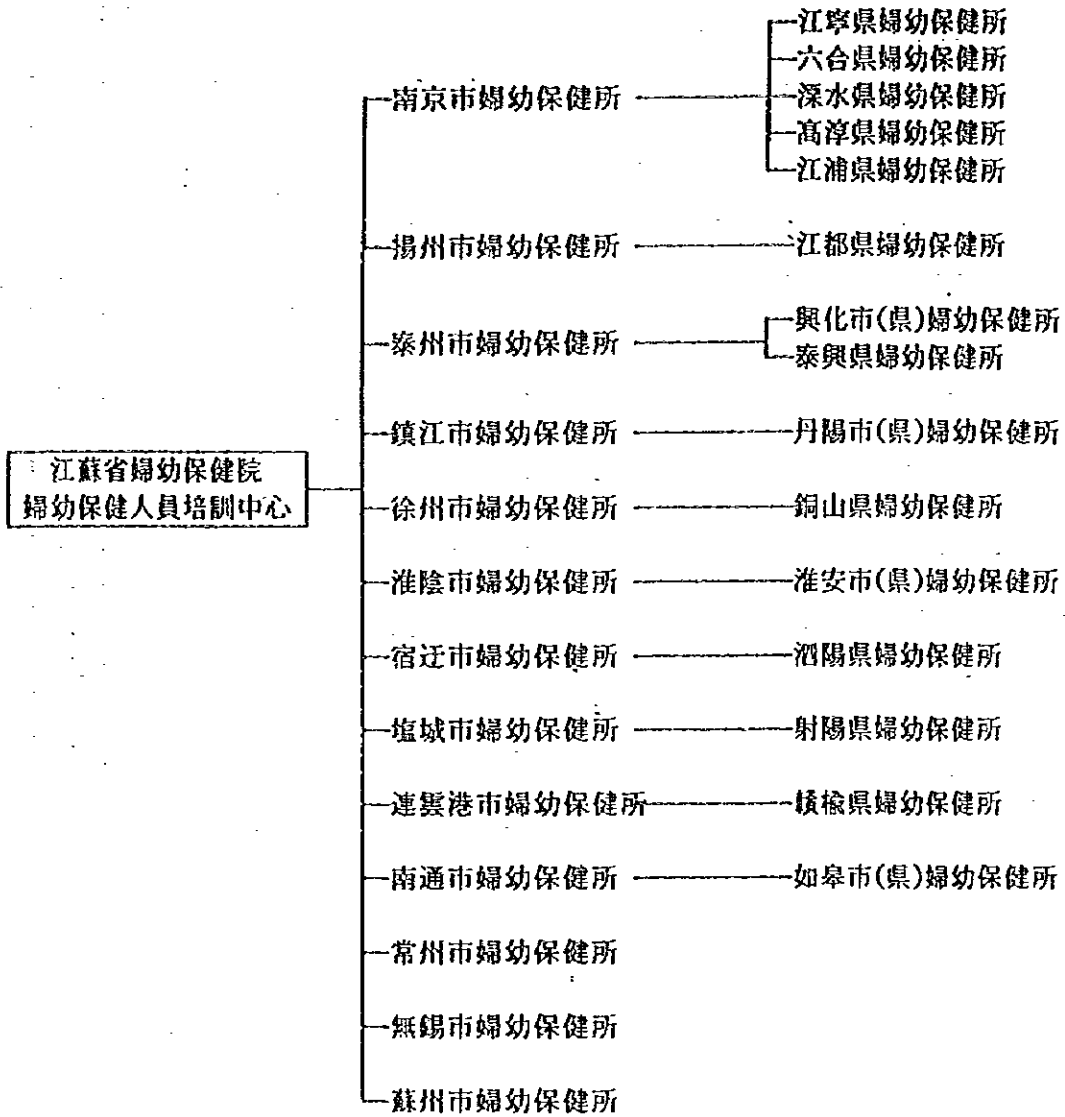 江寧県婦幼保健所
六合県婦幼保健所
南京市婦幼保健所
深水県婦幼保健所
高淳県婦幼保健所
江浦県婦幼保健所
揚州市婦幼保健所
江都県婦幼保健所
泰州市婦幼保健所
興化市(県)婦幼保健所
泰興県婦幼保健所
鎮江市婦幼保健所
丹陽市(県)婦幼保健所
江蘇省婦幼保健院
婦幼保健人員培訓中心
徐州市婦幼保健所
銅山県婦幼保健所
淮陰市婦幼保健所
淮安市(県)婦幼保健所
宿迁市婦幼保健所
泗陽県婦幼保健所
塩城市婦幼保健所
射陽県婦幼保健所
連雲港市婦幼保健所
南通市婦幼保健所
如皋市(県)婦幼保健所
常州市婦幼保健所
無錫市婦幼保健所
蘇州市婦幼保健所